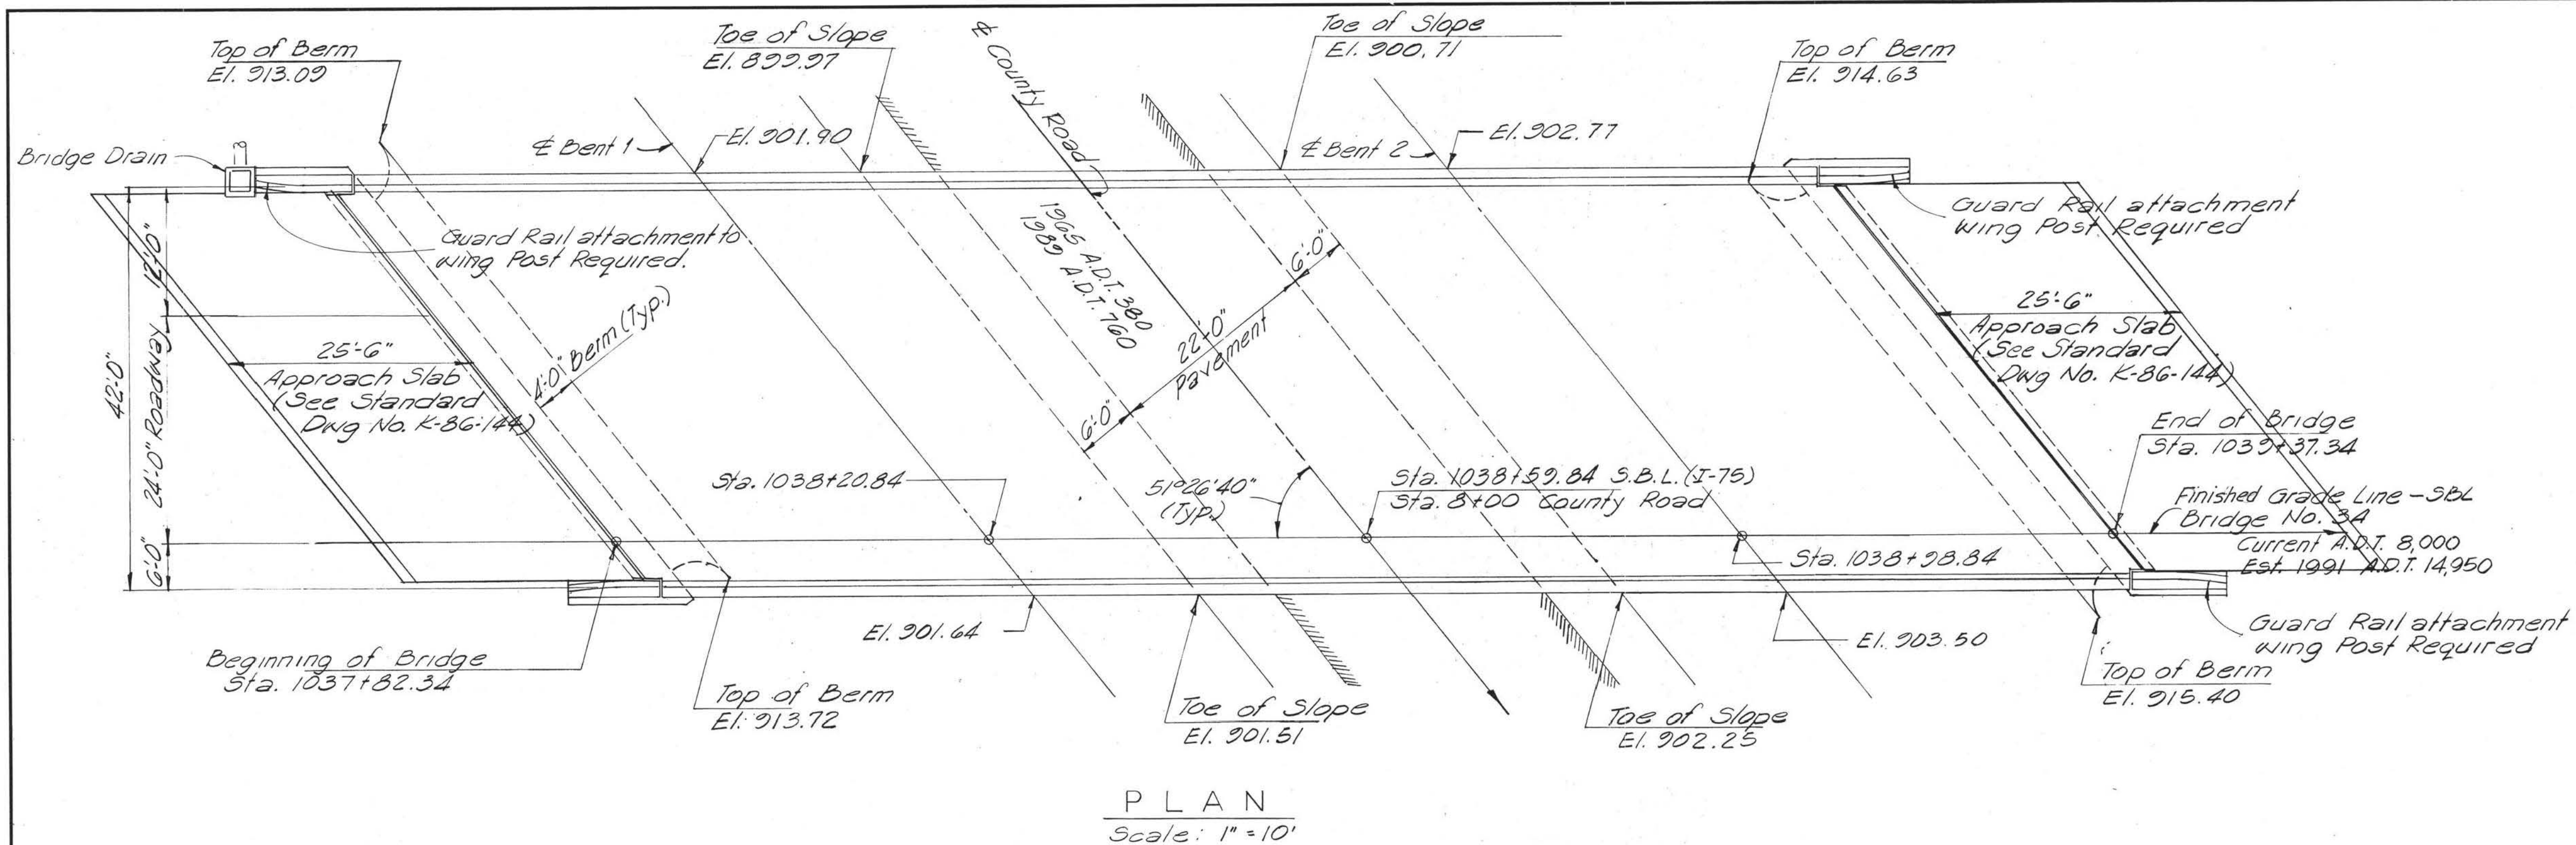 Top of Berm
El. 913.09
Toe of Slope
El. 899.97
℄ County Road
Toe of Slope
El. 900.71
Top of Berm
El. 914.63
Bridge Drain
℄ Bent 1
El. 901.90
℄ Bent 2
El. 902.77
Guard Rail attachment to
wing Post Required.
1965 A.D.T. 380
1989 A.D.T. 760
6'-0"
22'-0"
Pavement
6'-0"
Guard Rail attachment
wing Post Required
42'-0"
12'-0"
24'-0" Roadway
6'-0"
25'-6"
Approach Slab
(See Standard
Dwg No. K-86-144)
4'-0" Berm (Typ.)
25'-6"
Approach Slab
(See Standard
Dwg No. K-86-144)
Sta. 1038+20.84
51°26'40"
(Typ.)
Sta. 1038+59.84 S.B.L. (I-75)
Sta. 8+00 County Road
Sta. 1038+98.84
End of Bridge
Sta. 1039+37.34
Finished Grade Line - SBL
Bridge No. 34
Current A.D.T. 8,000
Est. 1991 A.D.T. 14,950
Beginning of Bridge
Sta. 1037+82.34
Top of Berm
El. 913.72
El. 901.64
Toe of Slope
El. 901.51
Toe of Slope
El. 902.25
El. 903.50
Top of Berm
El. 915.40
Guard Rail attachment
wing Post Required
PLAN
Scale: 1" = 10'